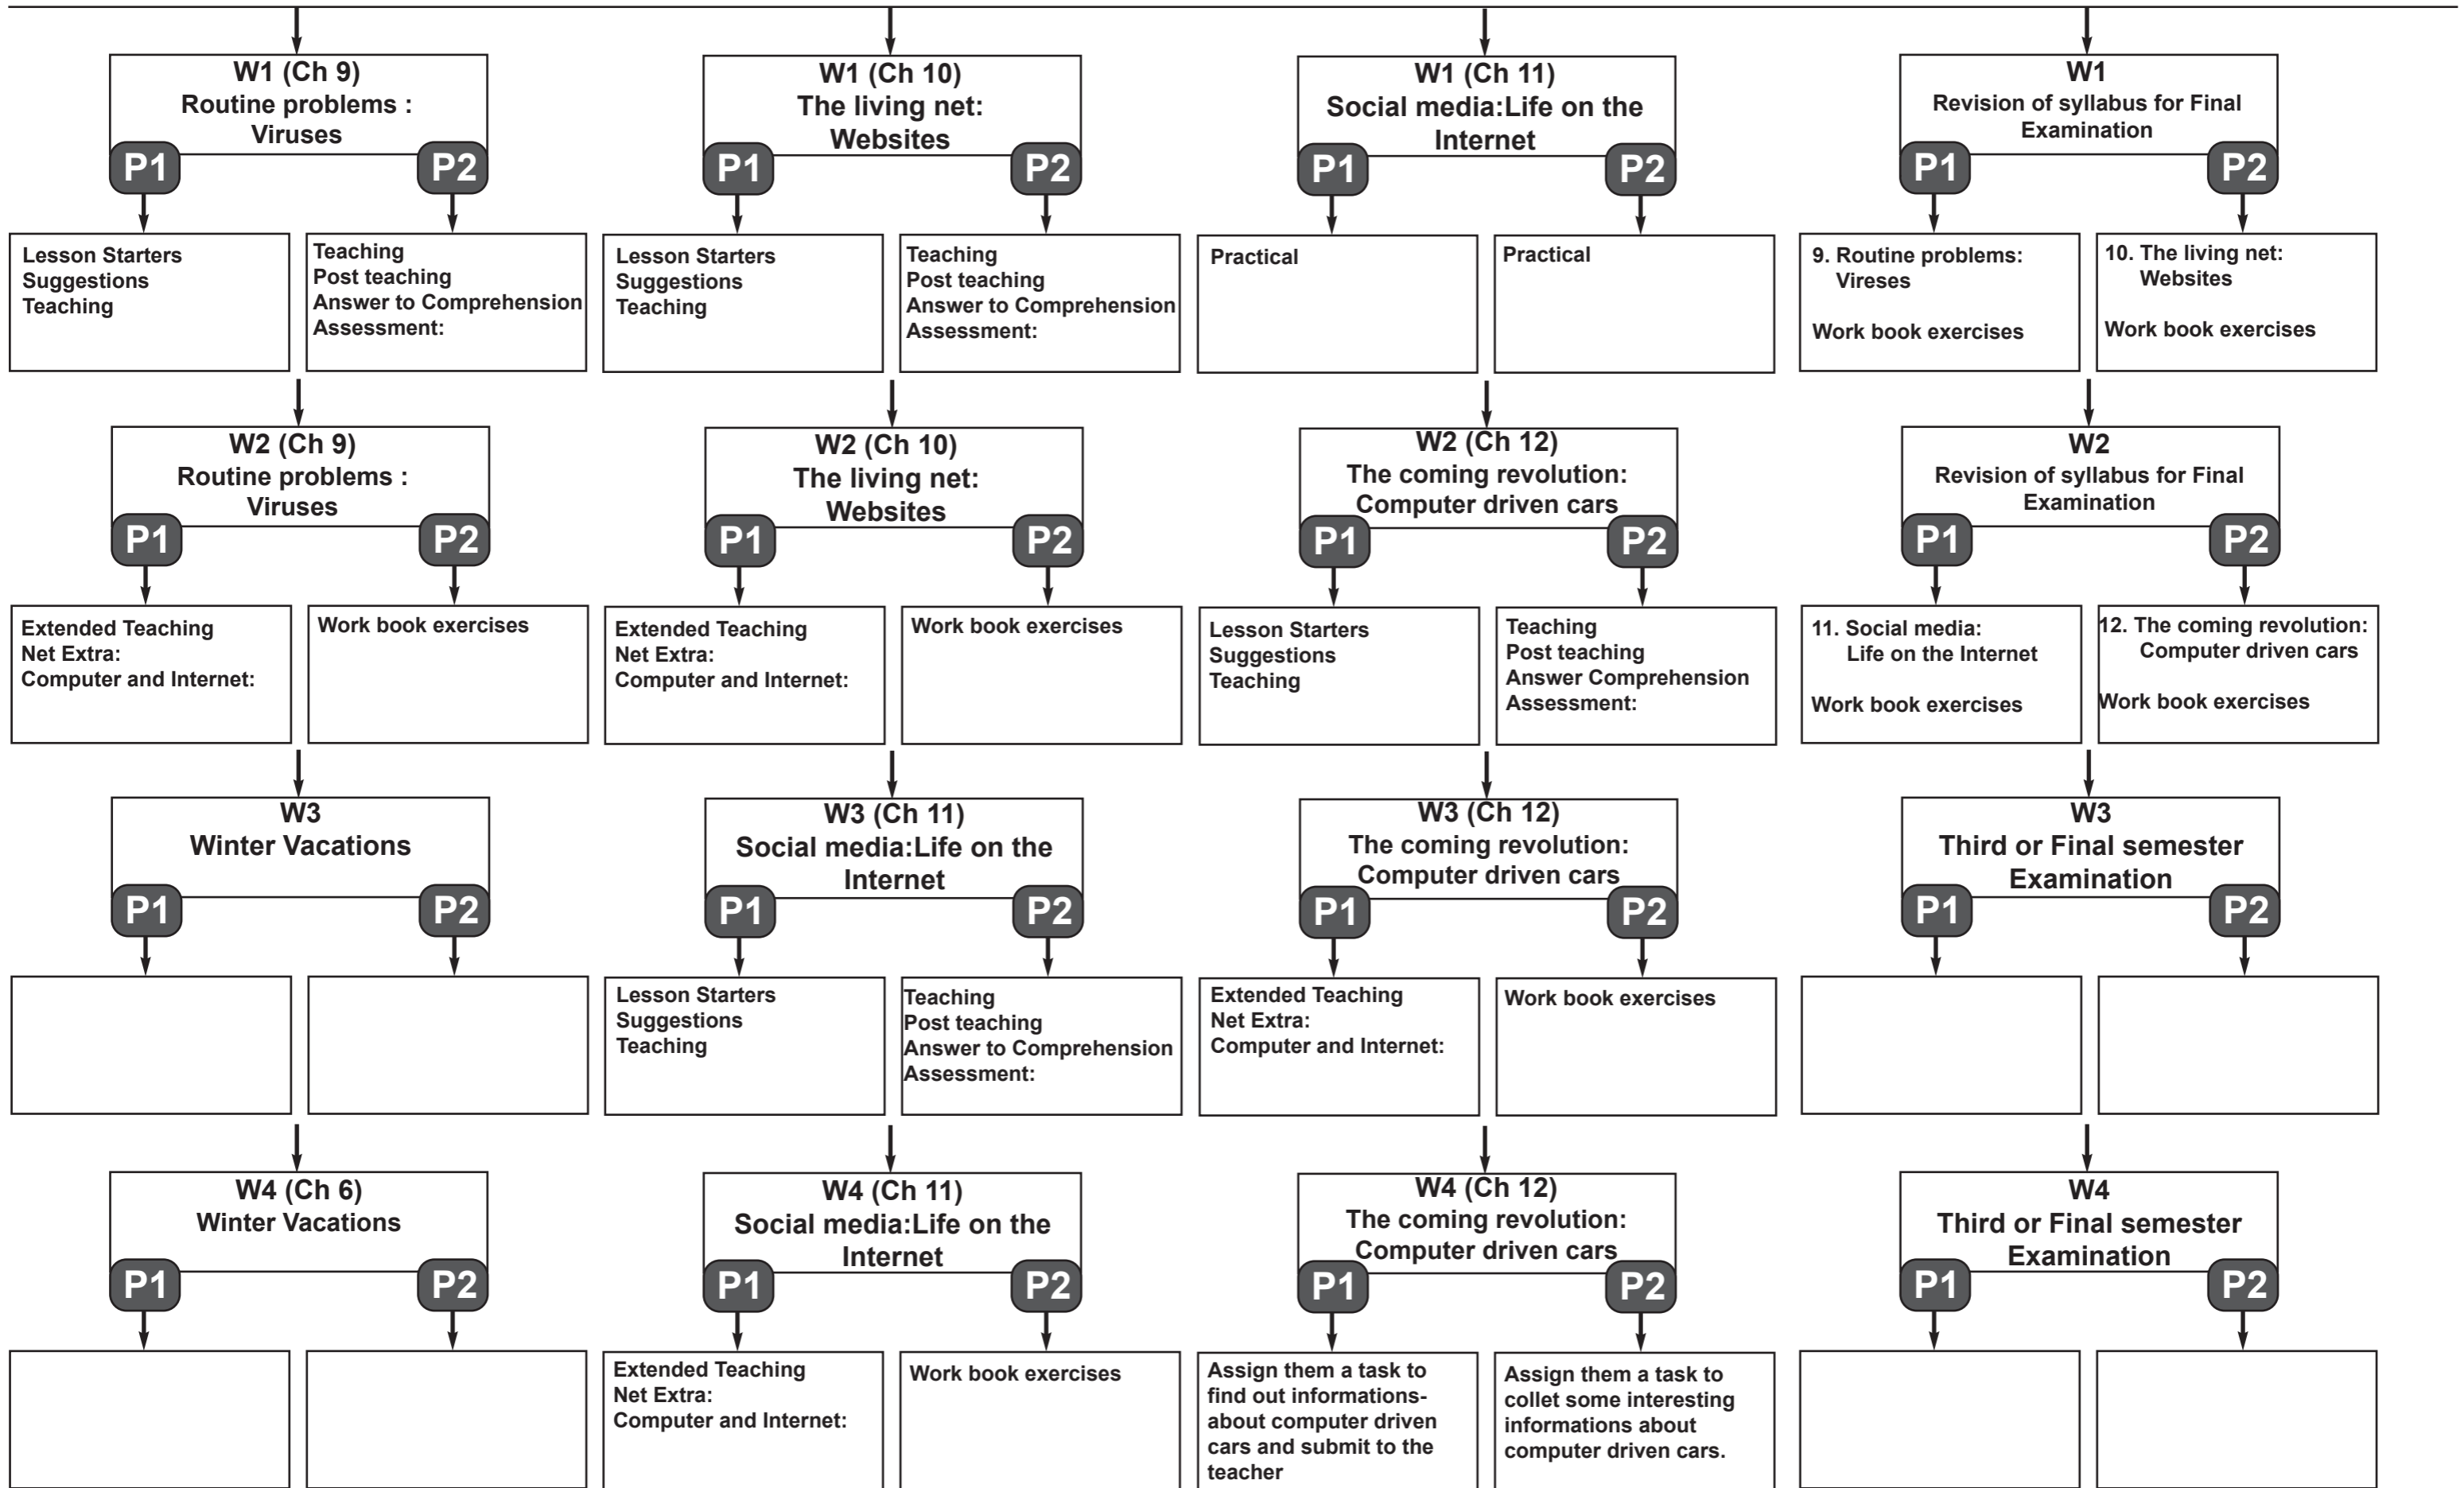 W1 (Ch 9)
Routine problems :
Viruses
P1
P2
Lesson Starters
Suggestions
Teaching
Teaching
Post teaching
Answer to Comprehension
Assessment:
W2 (Ch 9)
Routine problems :
Viruses
P1
P2
Extended Teaching
Net Extra:
Computer and Internet:
Work book exercises
W3
Winter Vacations
P1
P2
W4 (Ch 6)
Winter Vacations
P1
P2
W1 (Ch 10)
The living net:
Websites
P1
P2
Lesson Starters
Suggestions
Teaching
Teaching
Post teaching
Answer to Comprehension
Assessment:
W2 (Ch 10)
The living net:
Websites
P1
P2
Extended Teaching
Net Extra:
Computer and Internet:
Work book exercises
W3 (Ch 11)
Social media:Life on the
Internet
P1
P2
Lesson Starters
Suggestions
Teaching
Teaching
Post teaching
Answer to Comprehension
Assessment:
W4 (Ch 11)
Social media:Life on the
Internet
P1
P2
Extended Teaching
Net Extra:
Computer and Internet:
Work book exercises
W1 (Ch 11)
Social media:Life on the
Internet
P1
P2
Practical
Practical
W2 (Ch 12)
The coming revolution:
Computer driven cars
P1
P2
Lesson Starters
Suggestions
Teaching
Teaching
Post teaching
Answer Comprehension
Assessment:
W3 (Ch 12)
The coming revolution:
Computer driven cars
P1
P2
Extended Teaching
Net Extra:
Computer and Internet:
Work book exercises
W4 (Ch 12)
The coming revolution:
Computer driven cars
P1
P2
Assign them a task to
find out informations-
about computer driven
cars and submit to the
teacher
Assign them a task to
collet some interesting
informations about
computer driven cars.
W1
Revision of syllabus for Final
Examination
P1
P2
9. Routine problems:
Vireses
Work book exercises
10. The living net:
Websites
Work book exercises
W2
Revision of syllabus for Final
Examination
P1
P2
11. Social media:
Life on the Internet
Work book exercises
12. The coming revolution:
Computer driven cars
Work book exercises
W3
Third or Final semester
Examination
P1
P2
W4
Third or Final semester
Examination
P1
P2